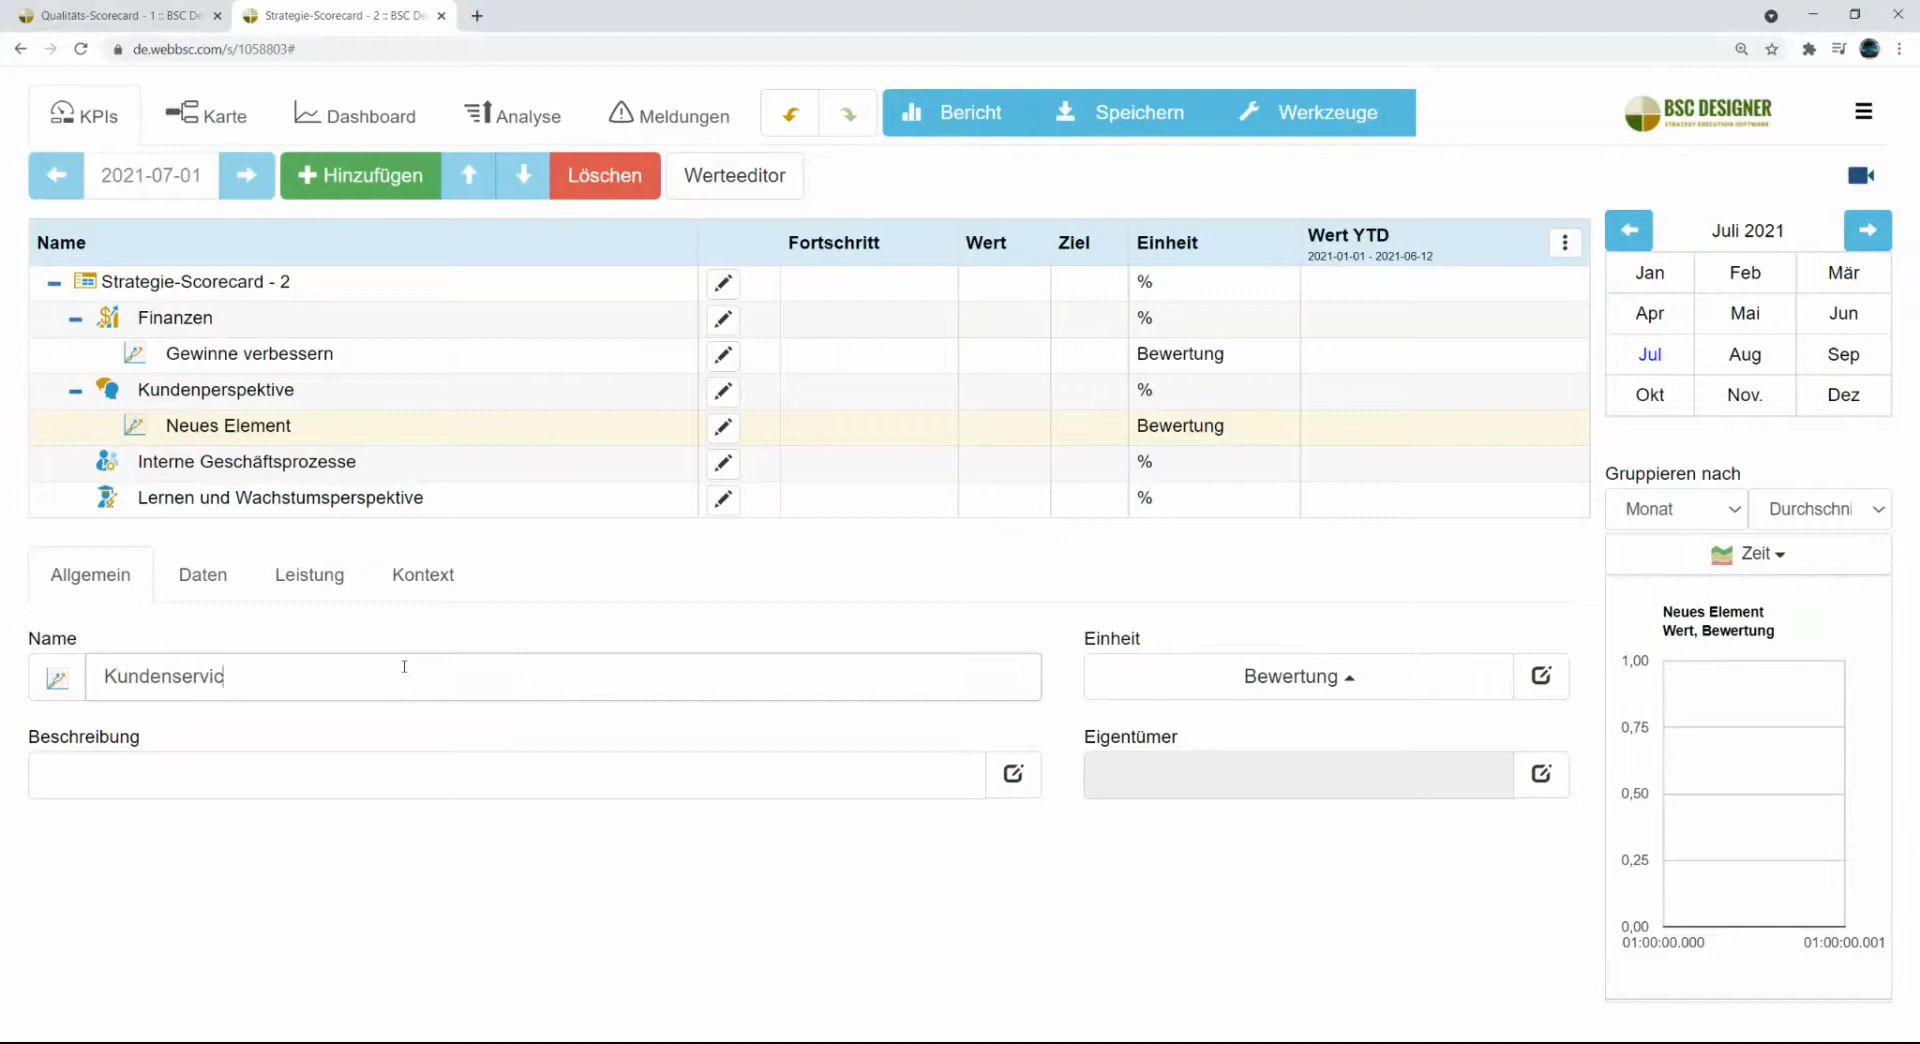 Qualitäts-Scorecard - 1 :: BSC De
Strategie-Scorecard - 2 :: BSC De
de.webbsc.com/s/1058803#
KPIs
Karte
Dashboard
Analyse
Meldungen
Bericht
Speichern
Werkzeuge
BSC DESIGNER
STRATEGY EXECUTION SOFTWARE
2021-07-01
Hinzufügen
Löschen
Werteeditor
Name Fortschritt Wert Ziel Einheit Wert YTD
2021-01-01 - 2021-06-12
Strategie-Scorecard - 2 %
Finanzen %
Gewinne verbessern Bewertung
Kundenperspektive %
Neues Element Bewertung
Interne Geschäftsprozesse %
Lernen und Wachstumsperspektive %
Juli 2021
Jan Feb Mär
Apr Mai Jun
Jul Aug Sep
Okt Nov. Dez
Gruppieren nach
Monat Durchschni
Zeit
Neues Element
Wert, Bewertung
1,00
0,75
0,50
0,25
0,00
01:00:00.000 01:00:00.001
Allgemein Daten Leistung Kontext
Name
Kundenservic
Einheit
Bewertung
Beschreibung
Eigentümer